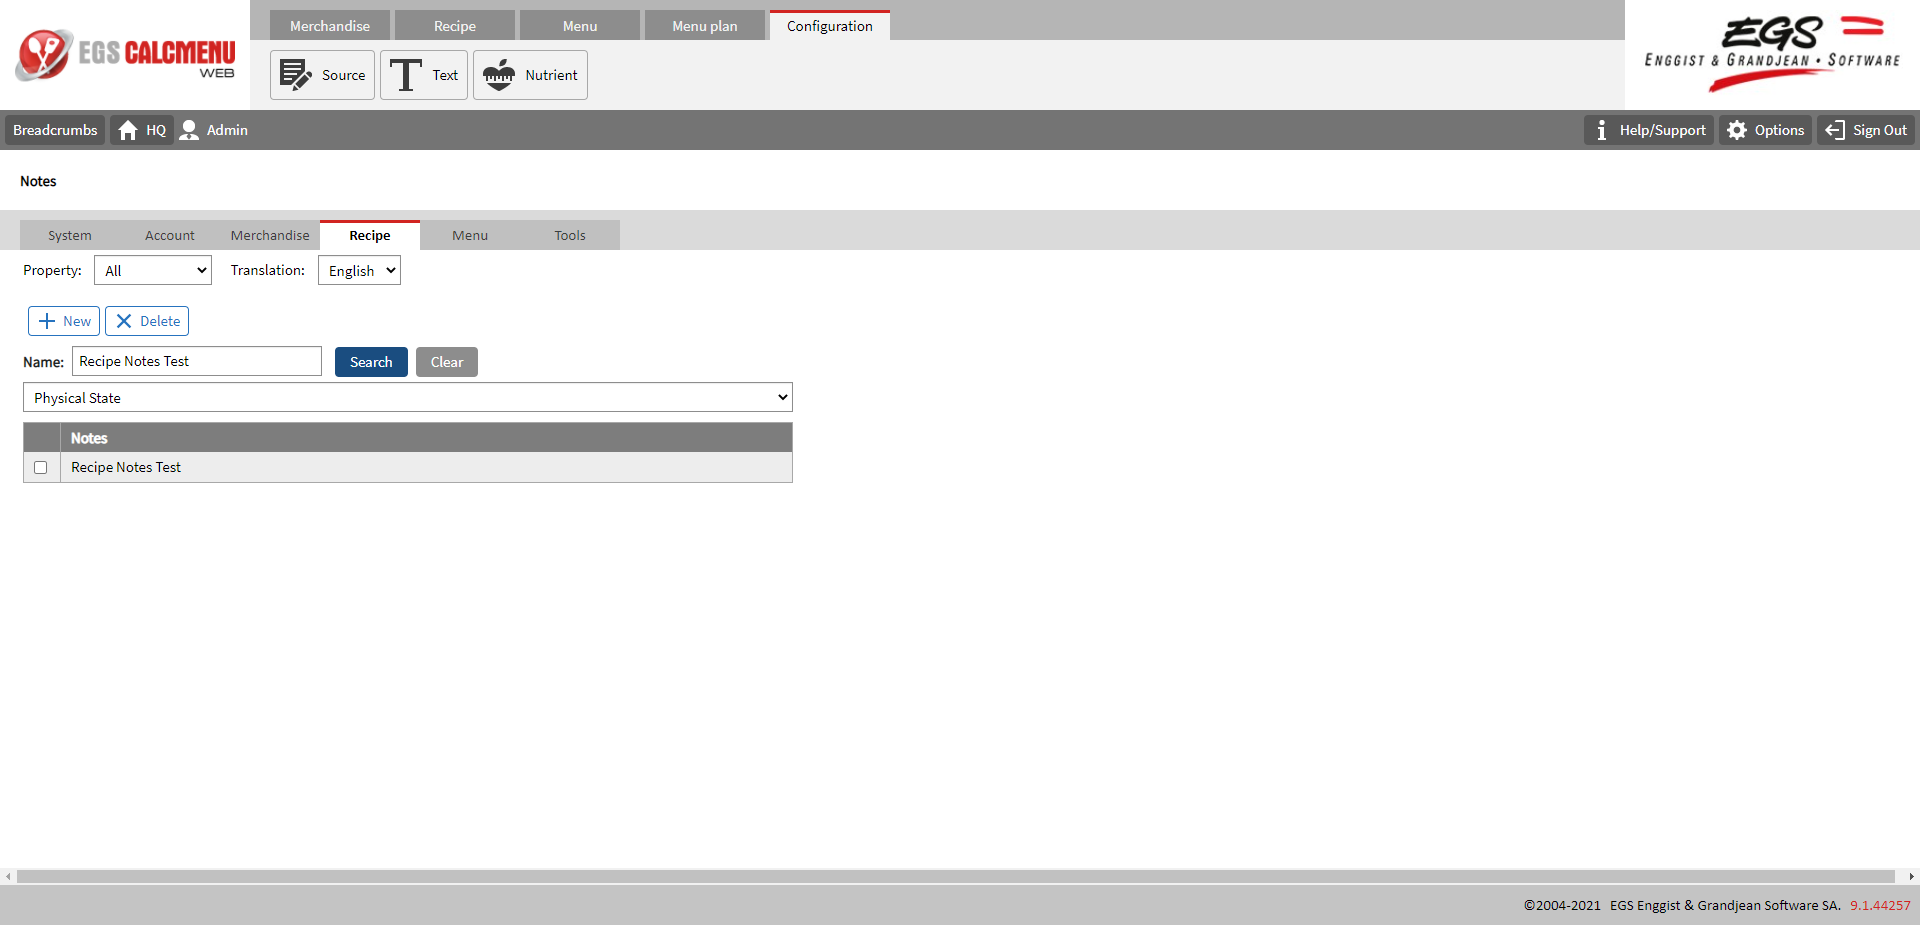 EGS CALCMENU
WEB
Merchandise Recipe Menu Menu plan Configuration
Source Text Nutrient
EGS
ENGGIST & GRANDJEAN • SOFTWARE
Breadcrumbs HQ Admin Help/Support Options Sign Out
Notes
System Account Merchandise Recipe Menu Tools
Property: All Translation: English
New Delete
Name: Recipe Notes Test Search Clear
Physical State
Notes
Recipe Notes Test
©2004-2021 EGS Enggist & Grandjean Software SA. 9.1.44257